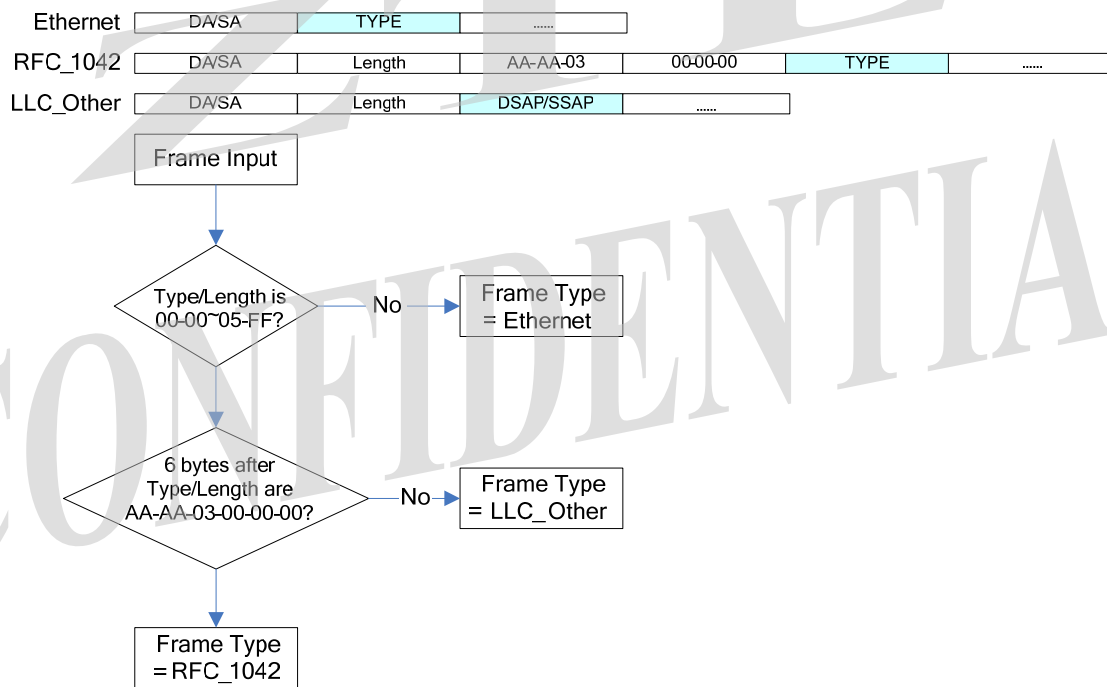 Ethernet DA/SA TYPE ......
RFC_1042 DA/SA Length AA-AA-03 00-00-00 TYPE ......
LLC_Other DA/SA Length DSAP/SSAP ......
Frame Input
Type/Length is
00-00~05-FF?
No
Frame Type
= Ethernet
6 bytes after
Type/Length are
AA-AA-03-00-00-00?
No
Frame Type
= LLC_Other
Frame Type
= RFC_1042
CONFIDENTIA